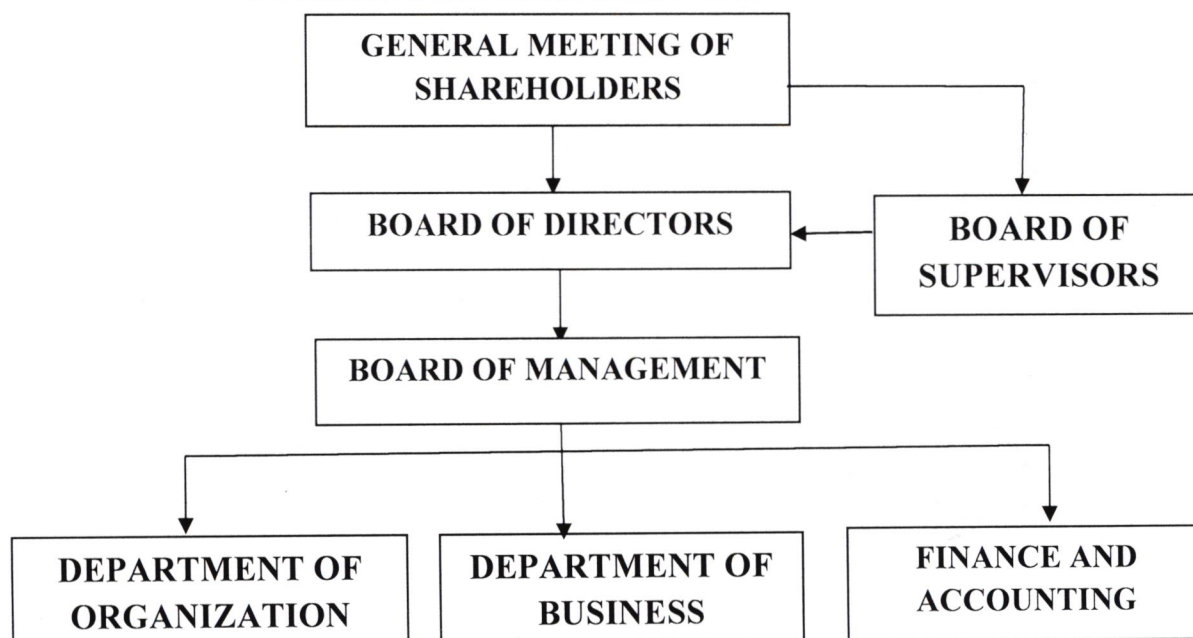 GENERAL MEETING OF
SHAREHOLDERS
BOARD OF DIRECTORS
BOARD OF
SUPERVISORS
BOARD OF MANAGEMENT
DEPARTMENT OF
ORGANIZATION
DEPARTMENT OF
BUSINESS
FINANCE AND
ACCOUNTING